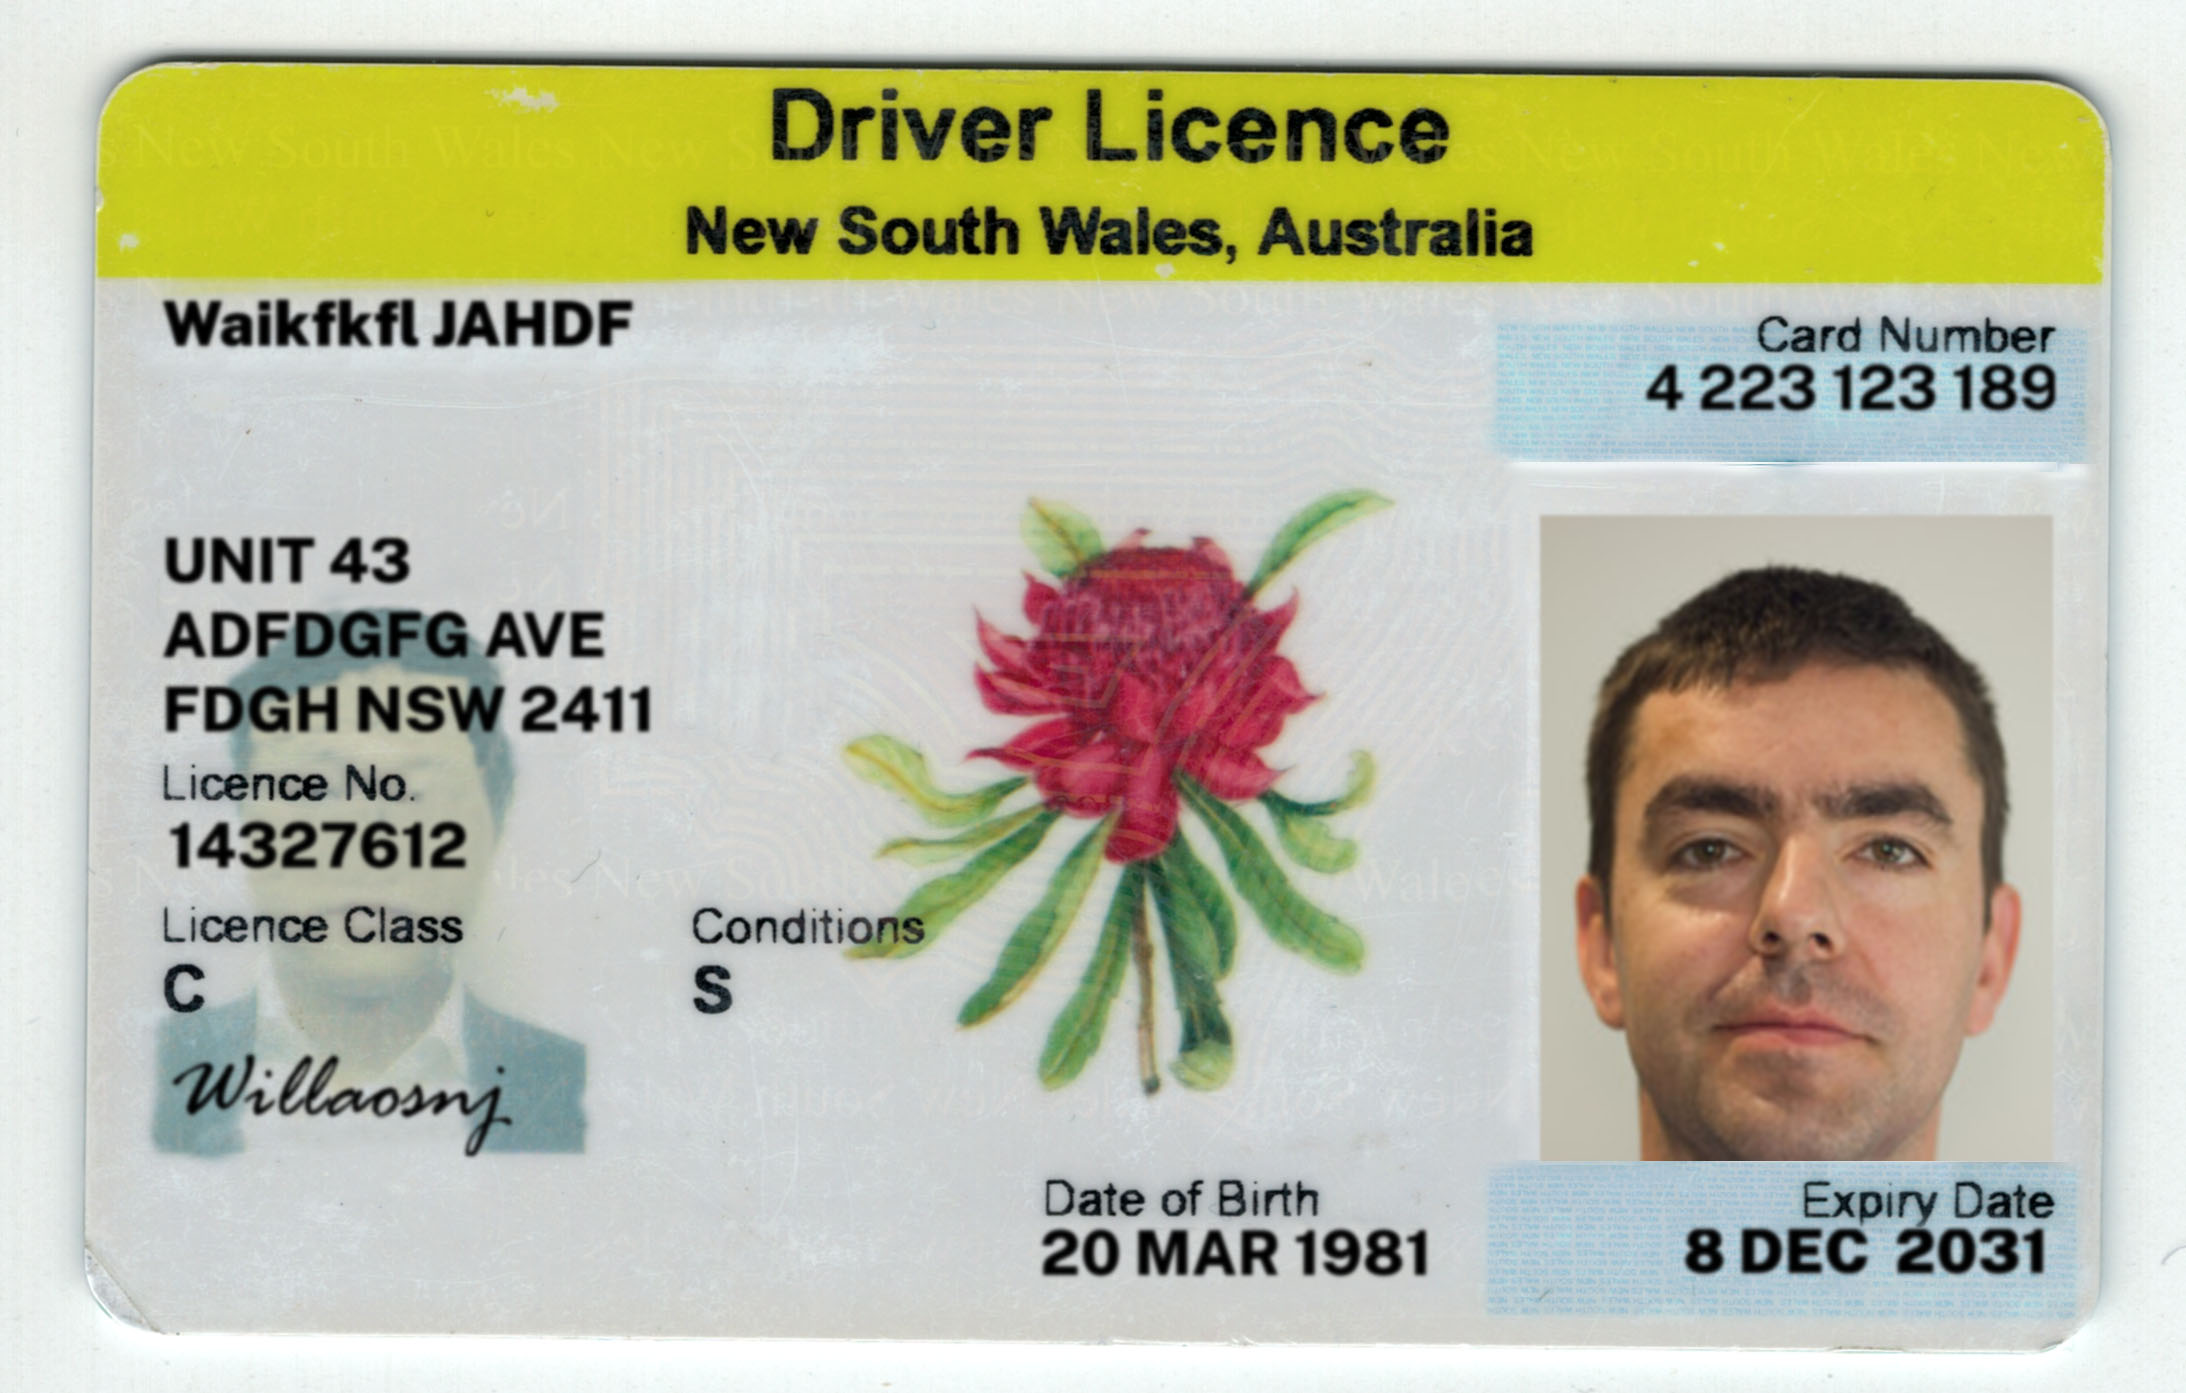 Driver Licence
New South Wales, Australia
Waikfkfl JAHDF
Card Number
4 223 123 189
UNIT 43
ADFDGFG AVE
FDGH NSW 2411
Licence No.
14327612
Licence Class
C
Conditions
S
Willaosnj
Date of Birth
20 MAR 1981
Expiry Date
8 DEC 2031